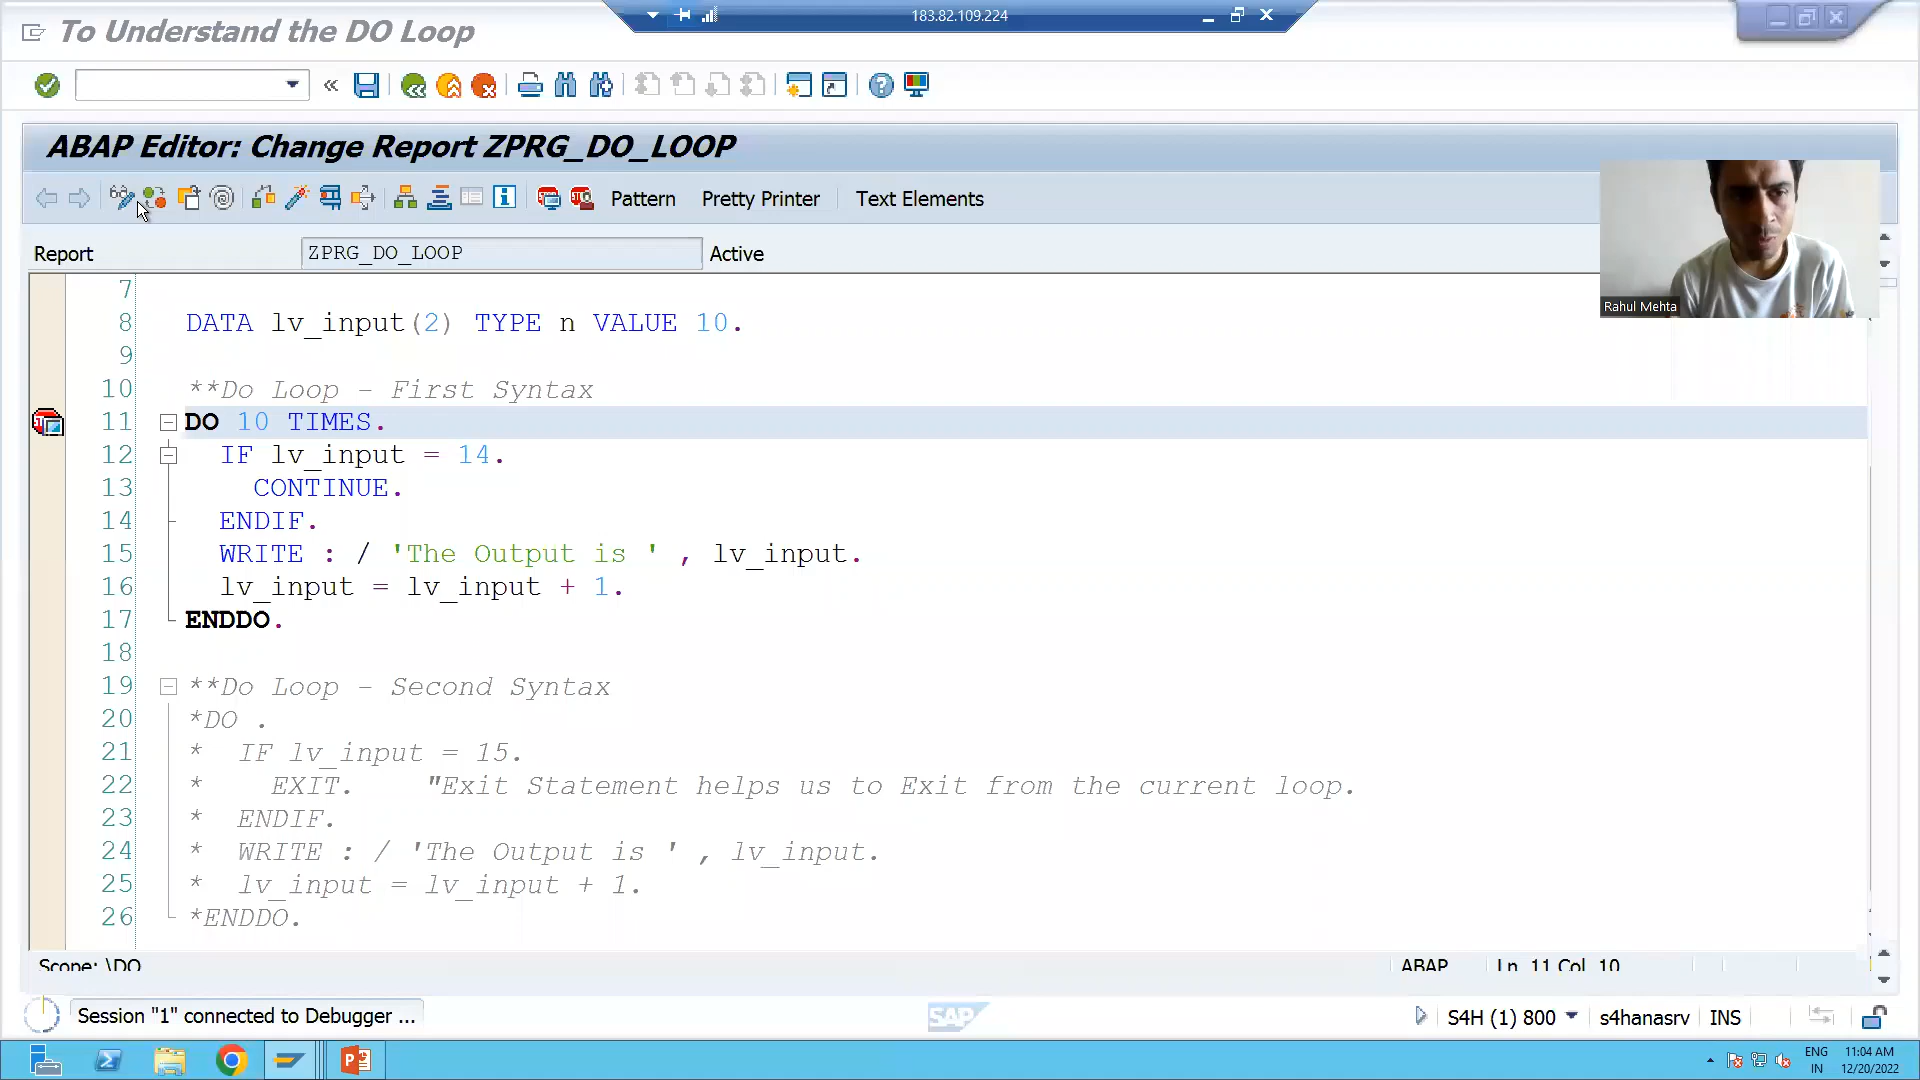 To Understand the DO Loop
183.82.109.224
ABAP Editor: Change Report ZPRG_DO_LOOP
Pattern Pretty Printer Text Elements
Report ZPRG_DO_LOOP Active
Rahul Mehta
7
8 DATA lv_input(2) TYPE n VALUE 10.
9
10 **Do Loop - First Syntax
11 DO 10 TIMES.
12 IF lv_input = 14.
13 CONTINUE.
14 ENDIF.
15 WRITE : / 'The Output is ' , lv_input.
16 lv_input = lv_input + 1.
17 ENDDO.
18
19 **Do Loop - Second Syntax
20 *DO .
21 * IF lv_input = 15.
22 * EXIT. "Exit Statement helps us to Exit from the current loop.
23 * ENDIF.
24 * WRITE : / 'The Output is ' , lv_input.
25 * lv_input = lv_input + 1.
26 *ENDDO.
Scope: \DO ABAP Ln 11 Col 10
Session "1" connected to Debugger ... SAP S4H (1) 800 s4hanasrv INS
ENG 11:04 AM
IN 12/20/2022